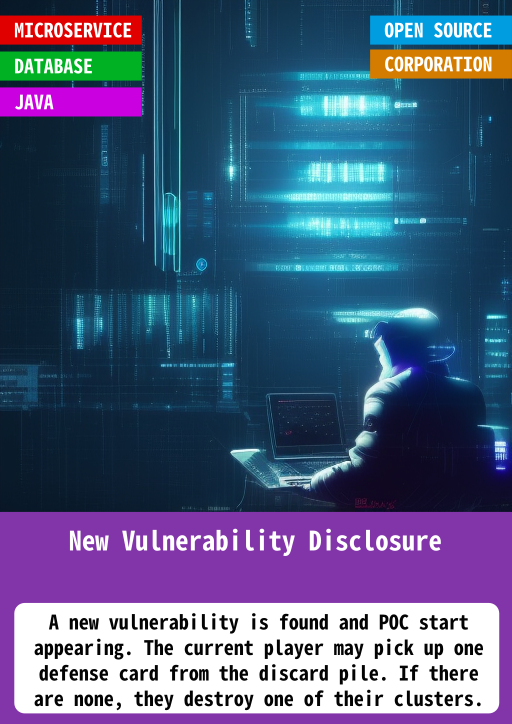 MICROSERVICE
OPEN SOURCE
DATABASE
CORPORATION
JAVA
New Vulnerability Disclosure
A new vulnerability is found and POC start
appearing. The current player may pick up one
defense card from the discard pile. If there
are none, they destroy one of their clusters.